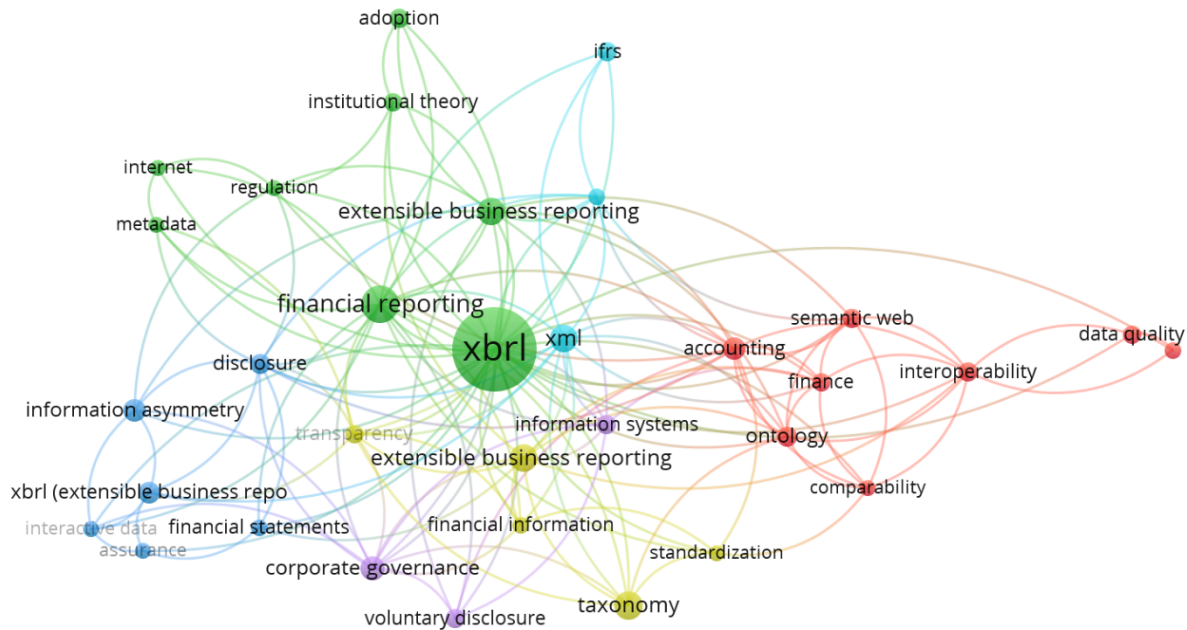 adoption
ifrs
institutional theory
internet
regulation
extensible business reporting
metadata
financial reporting
semantic web
data quality
xbrl
xml
accounting
disclosure
interoperability
finance
information asymmetry
information systems
transparency
ontology
extensible business reporting
comparability
xbrl (extensible business repo
interactive data
financial statements
financial information
assurance
standardization
corporate governance
taxonomy
voluntary disclosure